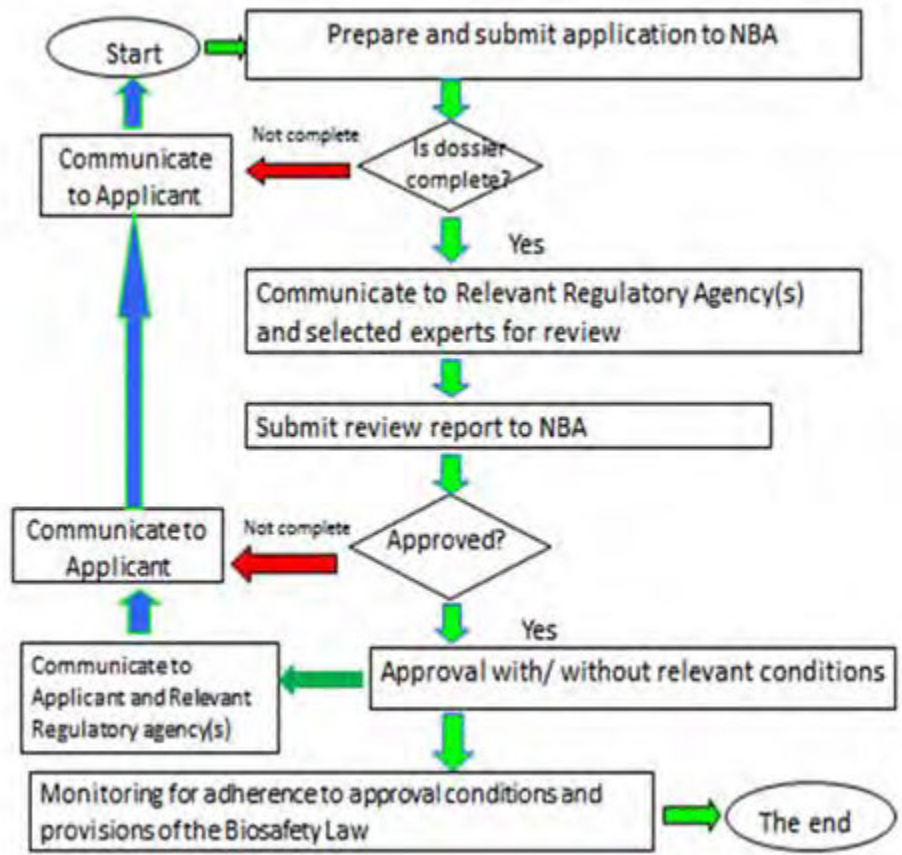 Start
Prepare and submit application to NBA
Not complete
Is dossier
complete?
Communicate
to Applicant
Yes
Communicate to Relevant Regulatory Agency(s)
and selected experts for review
Submit review report to NBA
Communicate to
Applicant
Not complete
Approved?
Yes
Communicate to
Applicant and Relevant
Regulatory agency(s)
Approval with/ without relevant conditions
Monitoring for adherence to approval conditions and
provisions of the Biosafety Law
The end